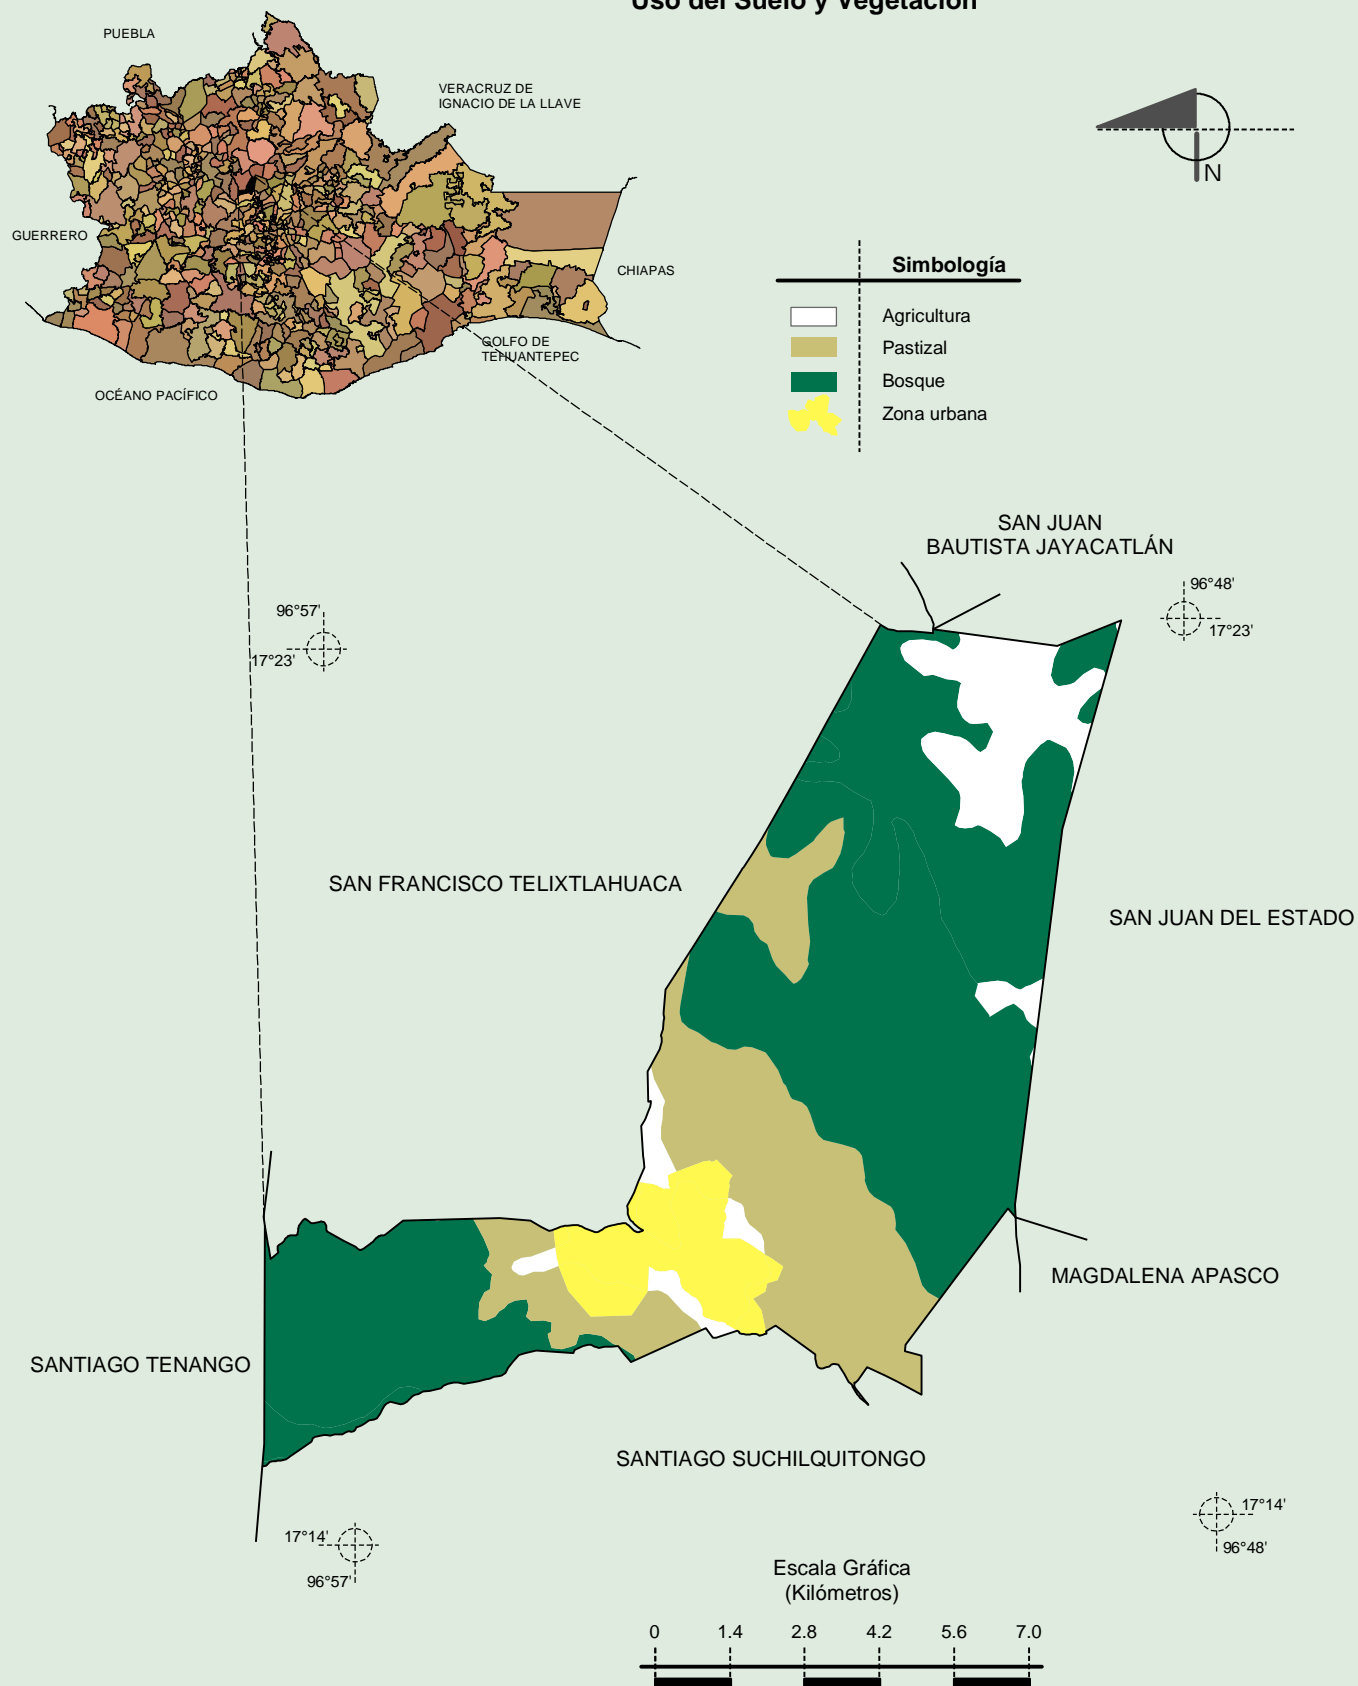 Uso del Suelo y Vegetación
PUEBLA
VERACRUZ DE
IGNACIO DE LA LLAVE
GUERRERO
CHIAPAS
GOLFO DE
TEHUANTEPEC
OCÉANO PACÍFICO
N
Simbología
Agricultura
Pastizal
Bosque
Zona urbana
SAN JUAN
BAUTISTA JAYACATLÁN
96°57'
17°23'
96°48'
17°23'
SAN FRANCISCO TELIXTLAHUACA
SAN JUAN DEL ESTADO
MAGDALENA APASCO
SANTIAGO TENANGO
SANTIAGO SUCHILQUITONGO
17°14'
96°57'
17°14'
96°48'
Escala Gráfica
(Kilómetros)
0 1.4 2.8 4.2 5.6 7.0